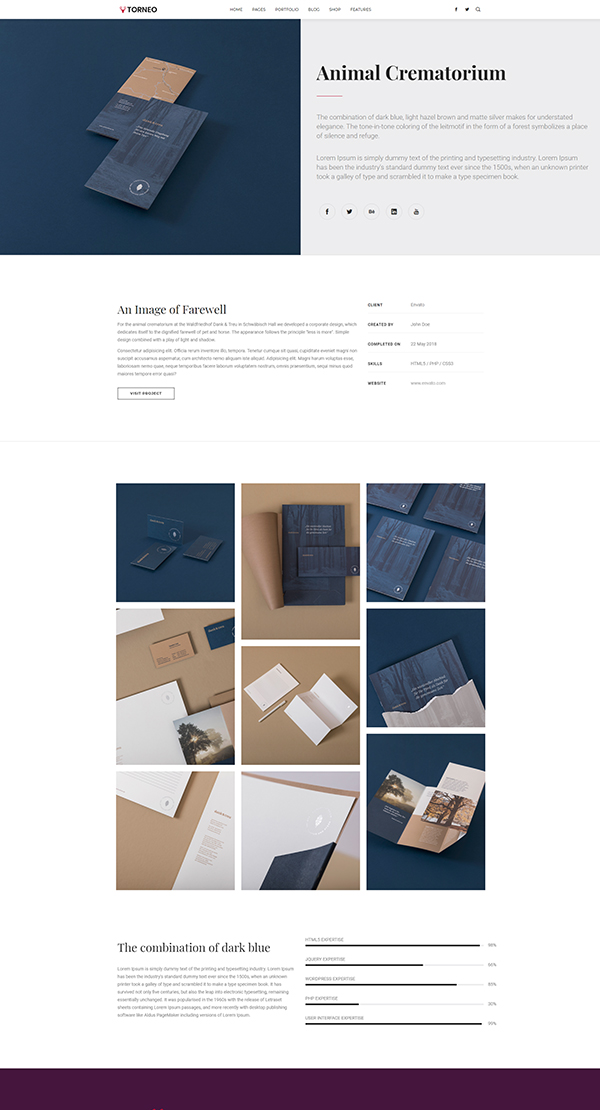 TORNEO
HOME PAGES PORTFOLIO BLOG SHOP FEATURES
Animal Crematorium
The combination of dark blue, light hazel brown and matte silver makes for understated
elegance. The tone-in-tone coloring of the leitmotif in the form of a forest symbolizes a place
of silence and refuge.
Lorem Ipsum is simply dummy text of the printing and typesetting industry. Lorem Ipsum
has been the industry's standard dummy text ever since the 1500s, when an unknown printer
took a galley of type and scrambled it to make a type specimen book.
An Image of Farewell
For the animal crematorium at the Waldfriedhof Dank & Treu in Schwäbisch Hall we developed a corporate design, which
dedicates itself to the dignified farewell of pet and horse. The appearance follows the principle "less is more". Simple
design combined with a play of light and shadow.
Consectetur adipisicing elit. Officia rerum inventore illo, tempora. Tenetur cumque sit quasi, cupiditate eveniet magni non
suscipit accusamus aspernatur, cum architecto nemo aliquam iste aliquid. Adipisicing elit. Magni harum quisquam esse,
laboriosam nemo quas, neque temporibus facere laborum voluptatem nostrum, omnis praesentium, eaque minus quod
maiores tempora error quasi?
VISIT PROJECT
CLIENT Envato
CREATED BY John Doe
COMPLETED ON 22 May 2018
SKILLS HTML5 / PHP / CSS3
WEBSITE www.envato.com
The combination of dark blue
Lorem Ipsum is simply dummy text of the printing and typesetting industry. Lorem Ipsum
has been the industry's standard dummy text ever since the 1500s, when an unknown
printer took a galley of type and scrambled it to make a type specimen book. It has
survived not only five centuries, but also the leap into electronic typesetting, remaining
essentially unchanged. It was popularised in the 1960s with the release of Letraset
sheets containing Lorem Ipsum passages, and more recently with desktop publishing
software like Aldus PageMaker including versions of Lorem Ipsum.
HTML5 EXPERTISE
JQUERY EXPERTISE
WORDPRESS EXPERTISE
PHP EXPERTISE
30%
USER INTERFACE EXPERTISE
99%